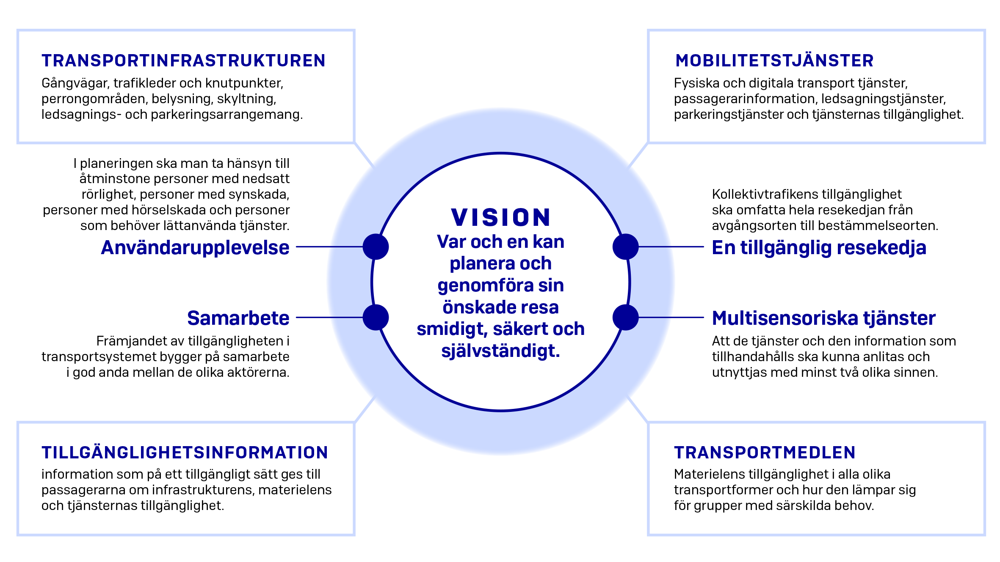 TRANSPORTINFRASTRUKTUREN
Gångvägar, trafikleder och knutpunkter,
perrongområden, belysning, skyltning,
ledsagnings- och parkeringsarrangemang.
MOBILITETSTJÄNSTER
Fysiska och digitala transport tjänster,
passagerarinformation, ledsagningstjänster,
parkeringstjänster och tjänsternas tillgänglighet.
I planeringen ska man ta hänsyn till
åtminstone personer med nedsatt
rörlighet, personer med synskada,
personer med hörselskada och personer
som behöver lättanvända tjänster.
Användarupplevelse
Samarbete
Främjandet av tillgängligheten i
transportsystemet bygger på samarbete
i god anda mellan de olika aktörerna.
VISION
Var och en kan
planera och
genomföra sin
önskade resa
smidigt, säkert och
självständigt.
Kollektivtrafikens tillgänglighet
ska omfatta hela resekedjan från
avgångsorten till bestämmelseorten.
En tillgänglig resekedja
Multisensoriska tjänster
Att de tjänster och den information som
tillhandahålls ska kunna anlitas och
utnyttjas med minst två olika sinnen.
TILLGÄNGLIGHETSINFORMATION
information som på ett tillgängligt sätt ges till
passagerarna om infrastrukturens, materielens
och tjänsternas tillgänglighet.
TRANSPORTMEDLEN
Materielens tillgänglighet i alla olika
transportformer och hur den lämpar sig
för grupper med särskilda behov.